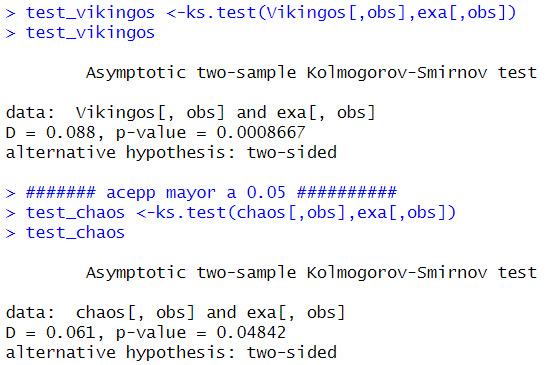 > test_vikingos <-ks.test(Vikingos[,obs],exa[,obs])
> test_vikingos
Asymptotic two-sample Kolmogorov-Smirnov test
data:  Vikingos[, obs] and exa[, obs]
D = 0.088, p-value = 0.0008667
alternative hypothesis: two-sided
> ####### acepp mayor a 0.05 ##########
> test_chaos <-ks.test(chaos[,obs],exa[,obs])
> test_chaos
Asymptotic two-sample Kolmogorov-Smirnov test
data:  chaos[, obs] and exa[, obs]
D = 0.061, p-value = 0.04842
alternative hypothesis: two-sided